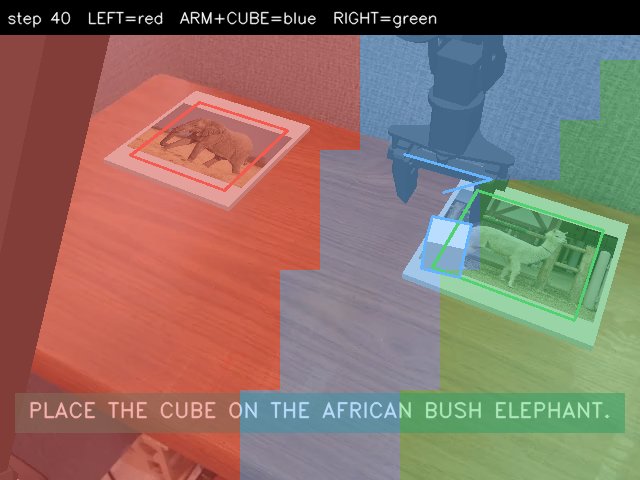 step 40 LEFT=red ARM+CUBE=blue RIGHT=green
PLACE THE CUBE ON THE AFRICAN BUSH ELEPHANT.